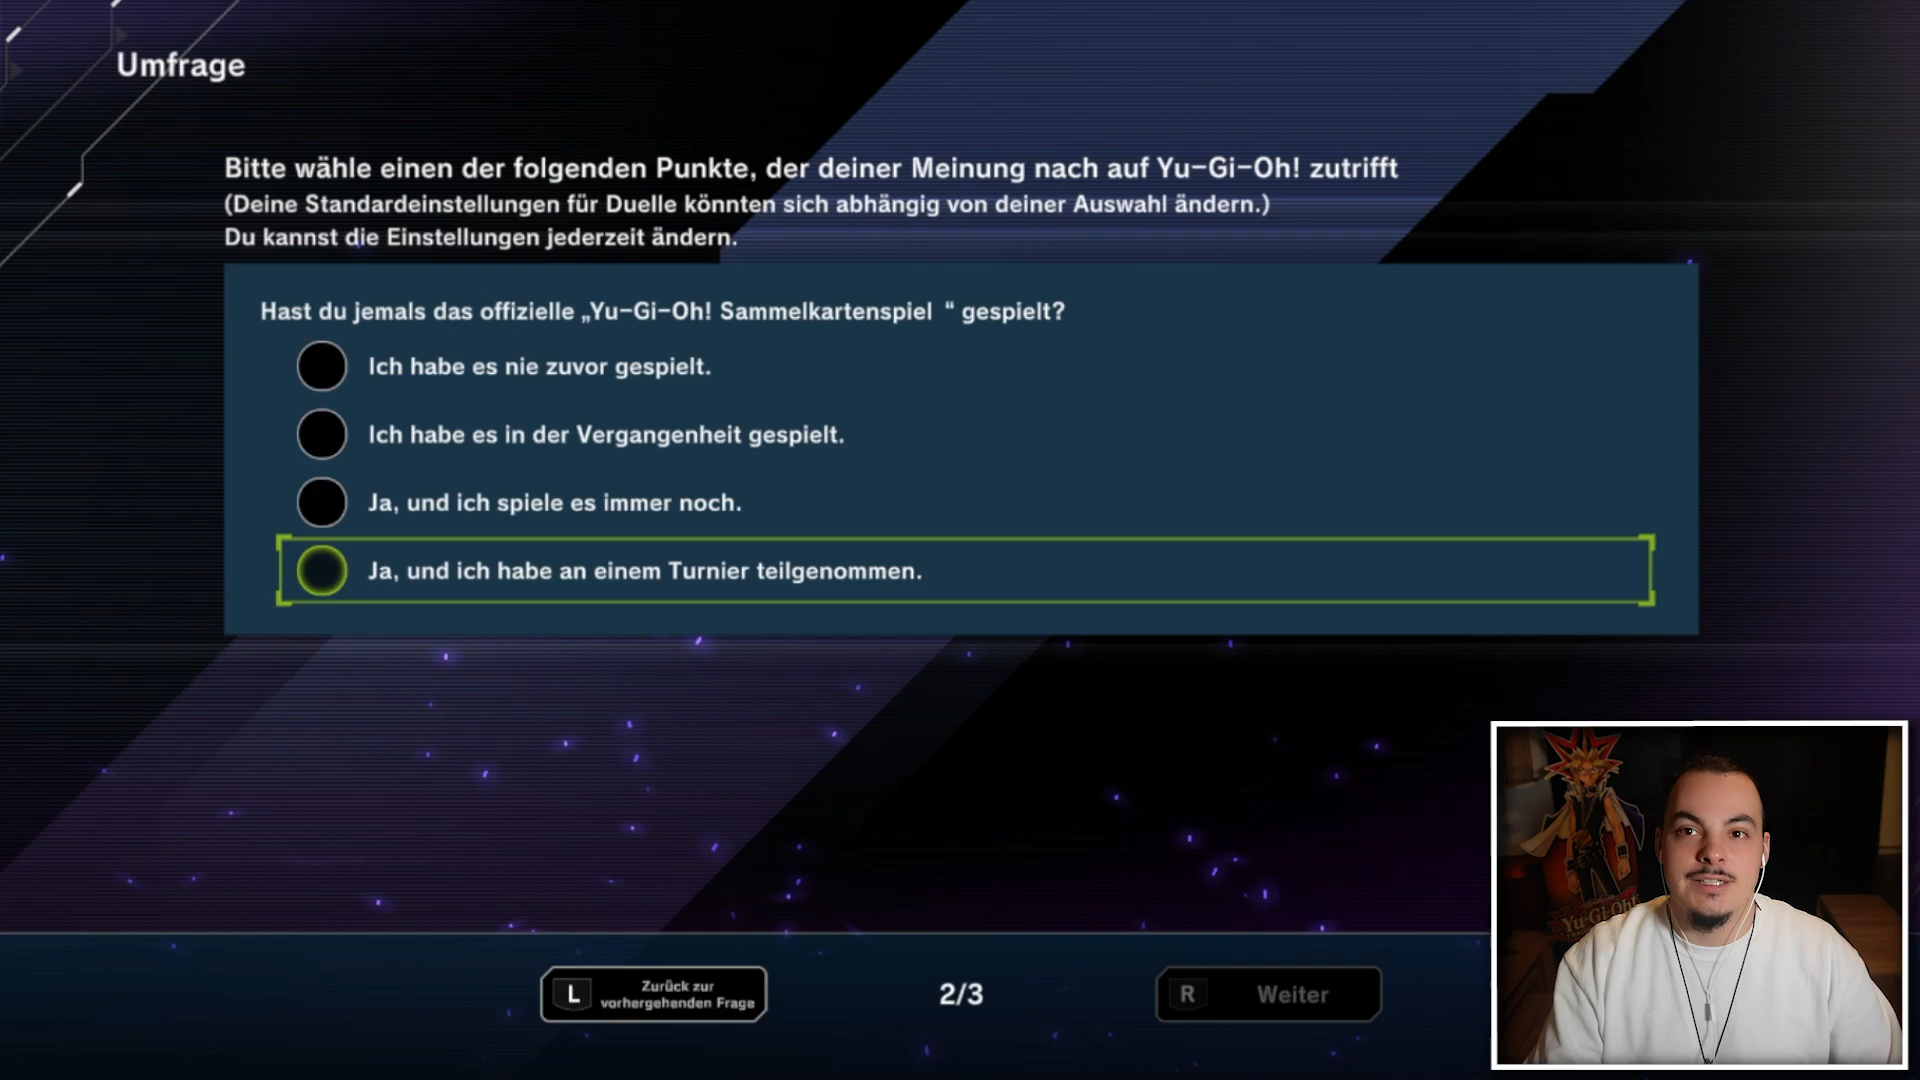 Umfrage
Bitte wähle einen der folgenden Punkte, der deiner Meinung nach auf Yu-Gi-Oh! zutrifft
(Deine Standardeinstellungen für Duelle könnten sich abhängig von deiner Auswahl ändern.)
Du kannst die Einstellungen jederzeit ändern.
Hast du jemals das offizielle „Yu-Gi-Oh! Sammelkartenspiel “ gespielt?
Ich habe es nie zuvor gespielt.
Ich habe es in der Vergangenheit gespielt.
Ja, und ich spiele es immer noch.
Ja, und ich habe an einem Turnier teilgenommen.
L Zurück zur
vorhergehenden Frage
2/3
R Weiter
Yu-Gi-Oh!